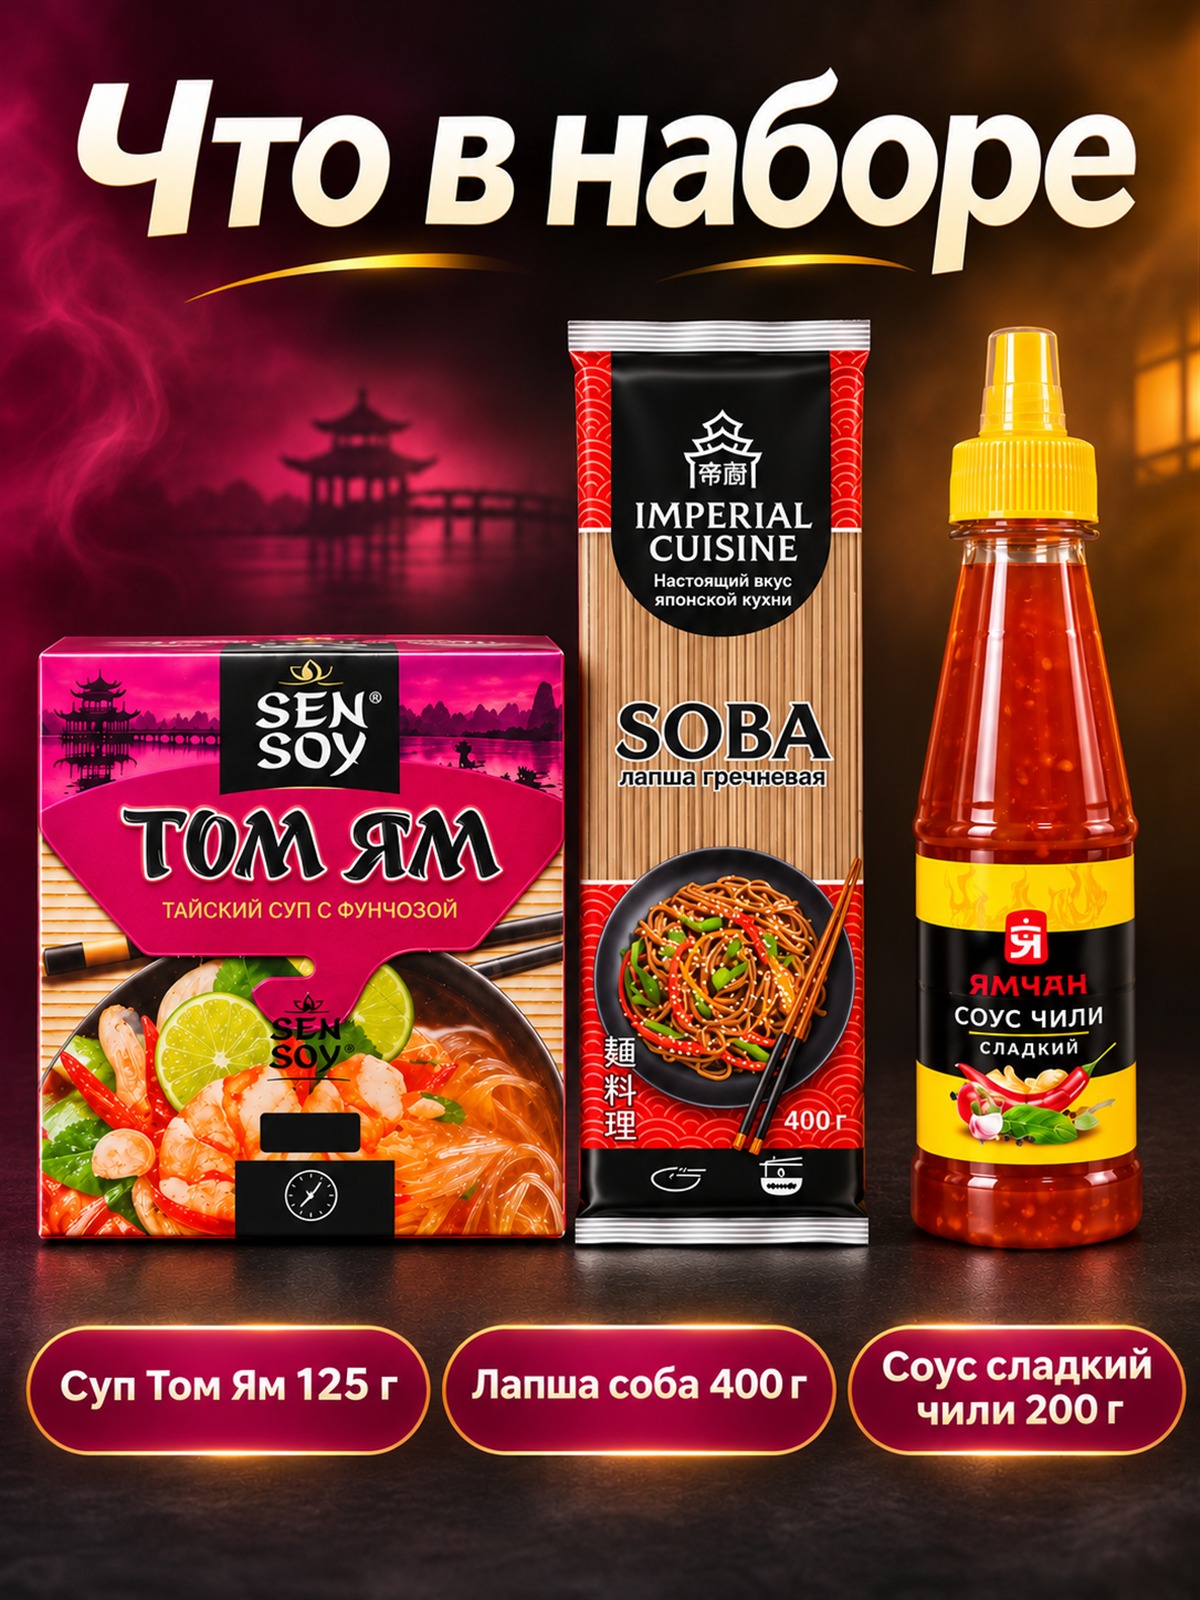 Что в наборе
SEN®
SOY
ТОМ ЯМ
ТАЙСКИЙ СУП С ФУНЧОЗОЙ
SEN
SOY®
IMPERIAL
CUISINE
Настоящий вкус
японской кухни
SOBA
лапша гречневая
麺
料
理
400 г
Я
ЯМЧАН
СОУС ЧИЛИ
СЛАДКИЙ
Суп Том Ям 125 г
Лапша соба 400 г
Соус сладкий
чили 200 г